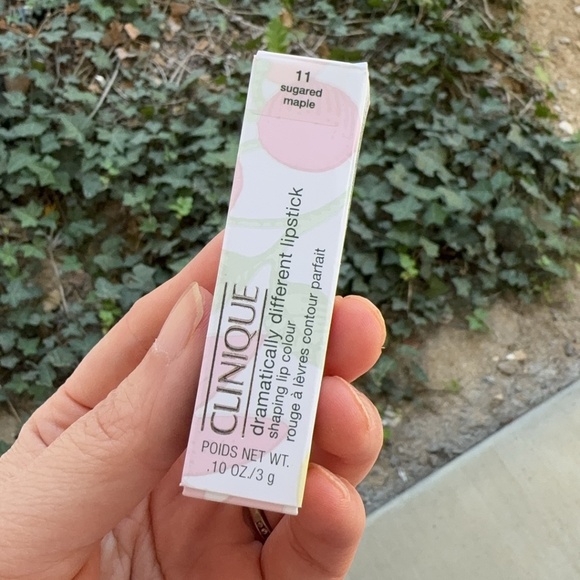 11
sugared
maple
CLINIQUE
dramatically different lipstick
shaping lip colour
rouge à lèvres contour parfait
POIDS NET WT.
.10 OZ./3 g